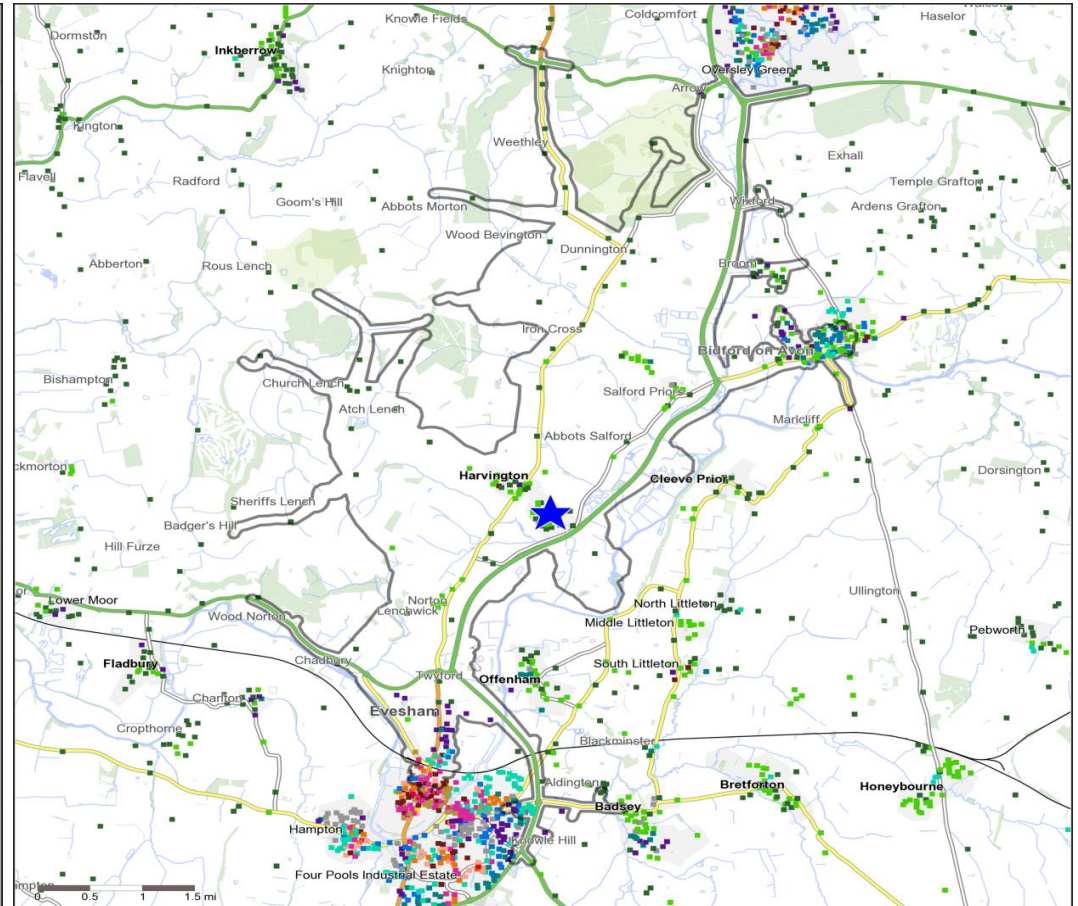 Knowle Fields
Coldcomfort
Haselor
Dormston
Inkberrow
Knighton
Oversley Green
Arrow
Kington
Weethley
Exhall
Flavell
Radford
Temple Grafton
Goom's Hill
Abbots Morton
Wixford
Ardens Grafton
Wood Bevington
Dunnington
Abberton
Rous Lench
Broom
Iron Cross
Bidford on Avon
Bishampton
Church Lench
Salford Priors
Atch Lench
Marlcliff
Abbots Salford
ckmorton
Harvington
Cleeve Prior
Dorsington
Sheriffs Lench
Badger's Hill
Hill Furze
Ullington
Lower Moor
Norton
Lenchwick
North Littleton
Wood Norton
Middle Littleton
Pebworth
Fladbury
Chadbury
South Littleton
Twyford
Offenham
Charlton
Evesham
Cropthorne
Blackminster
Aldington
Bretforton
Honeybourne
Badsey
Hampton
Knowle Hill
Four Pools Industrial Estate
0 0.5 1 1.5 mi